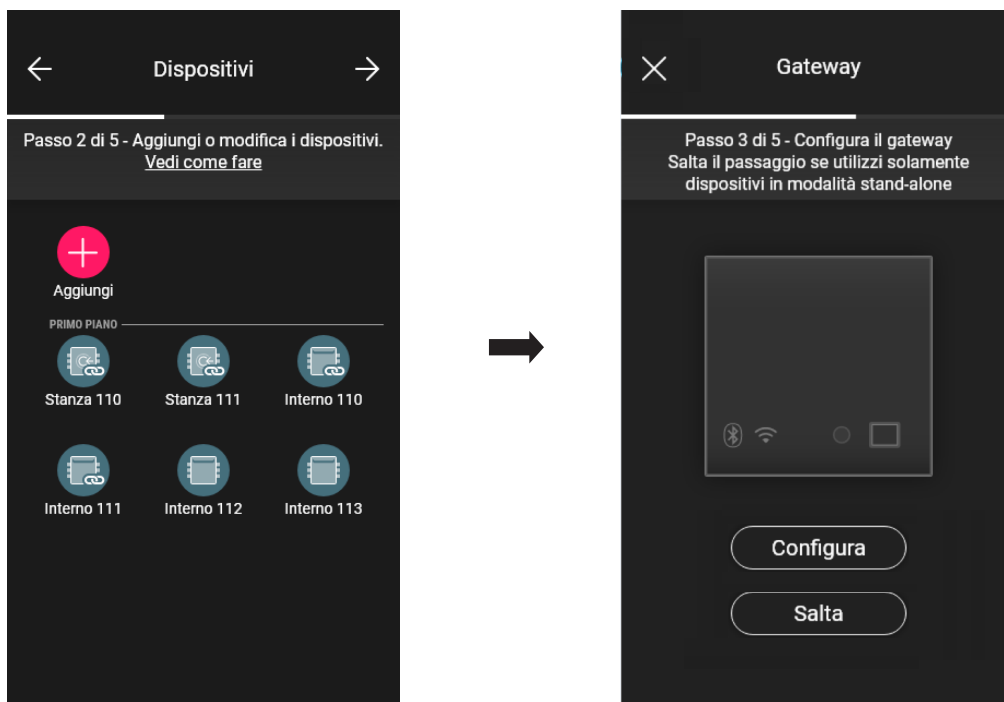 Dispositivi
Passo 2 di 5 - Aggiungi o modifica i dispositivi.
Vedi come fare
Aggiungi
PRIMO PIANO
Stanza 110 Stanza 111 Interno 110
Interno 111 Interno 112 Interno 113
Gateway
Passo 3 di 5 - Configura il gateway
Salta il passaggio se utilizzi solamente
dispositivi in modalità stand-alone
Configura
Salta